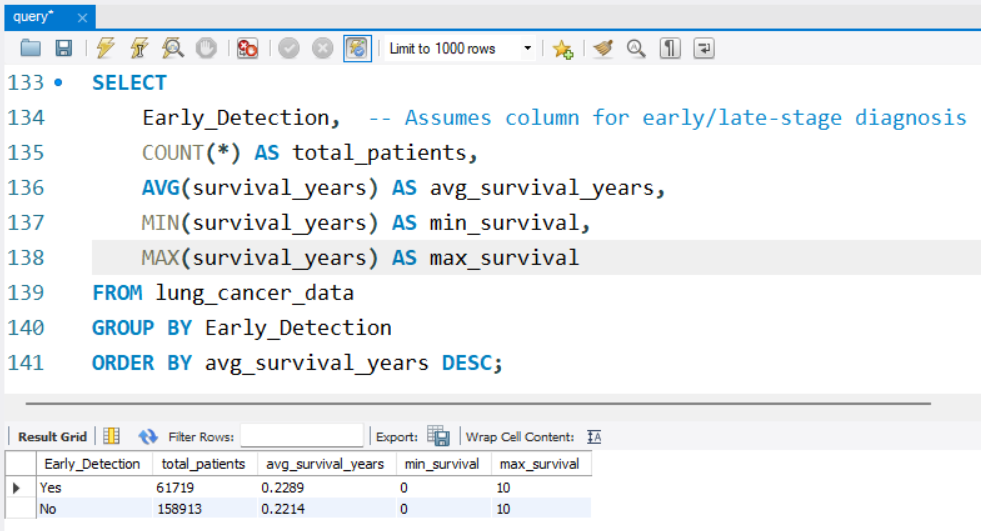 query*
Limit to 1000 rows
133 SELECT
134 Early_Detection, -- Assumes column for early/late-stage diagnosis
135 COUNT(*) AS total_patients,
136 AVG(survival_years) AS avg_survival_years,
137 MIN(survival_years) AS min_survival,
138 MAX(survival_years) AS max_survival
139 FROM lung_cancer_data
140 GROUP BY Early_Detection
141 ORDER BY avg_survival_years DESC;
Result Grid Filter Rows: Export: Wrap Cell Content:
Early_Detection total_patients avg_survival_years min_survival max_survival
Yes 61719 0.2289 0 10
No 158913 0.2214 0 10